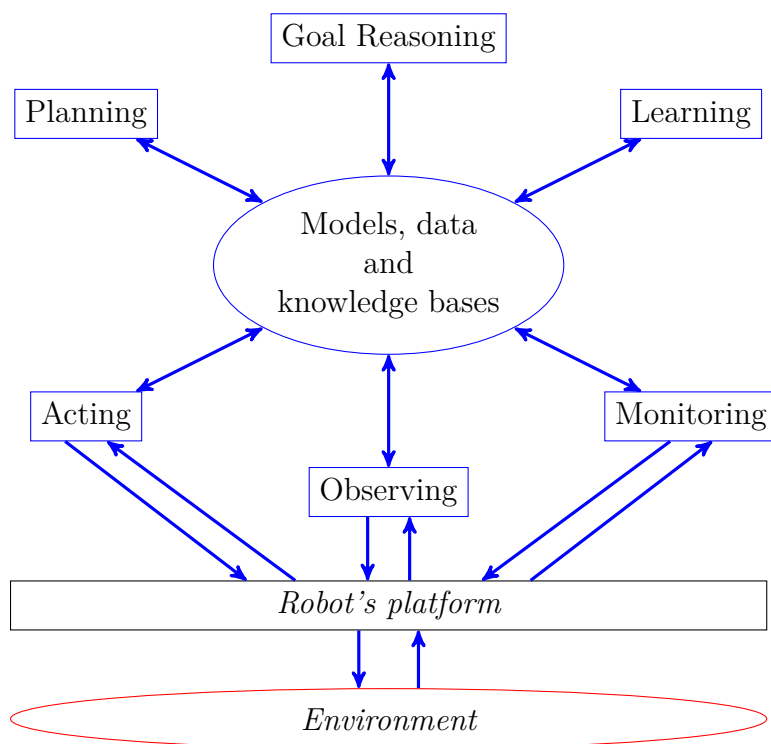 Goal Reasoning
Planning
Learning
Models, data
and
knowledge bases
Acting
Monitoring
Observing
Robot's platform
Environment